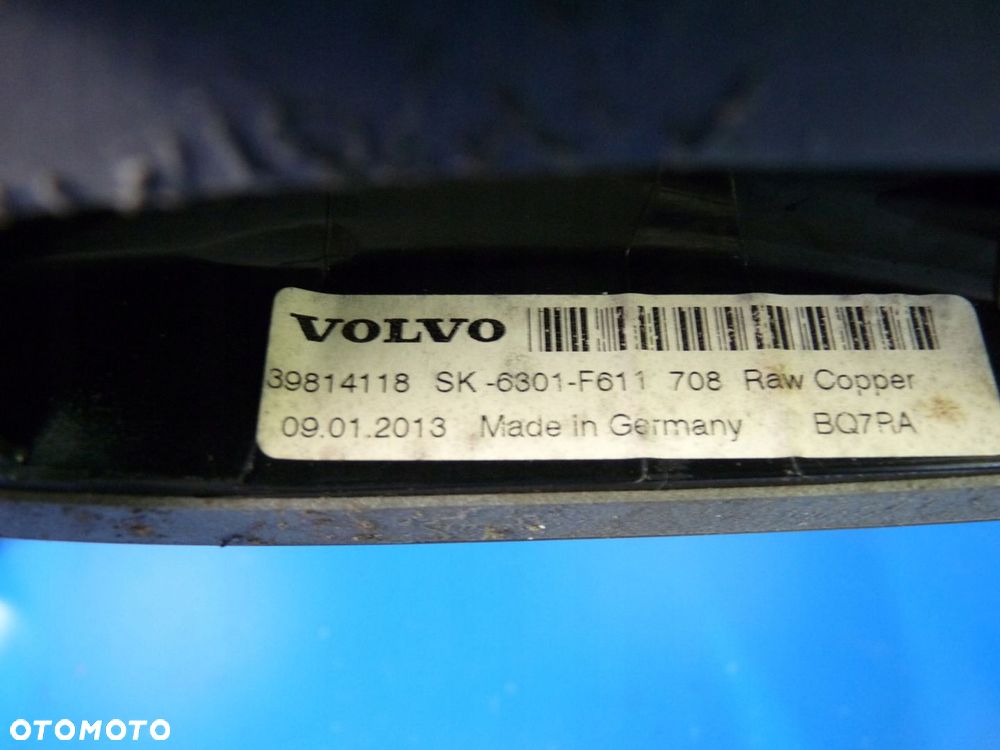 VOLVO
39814118 SK-6301-F611 708 Raw Copper
09.01.2013 Made in Germany BQ7RA
OTOMOTO